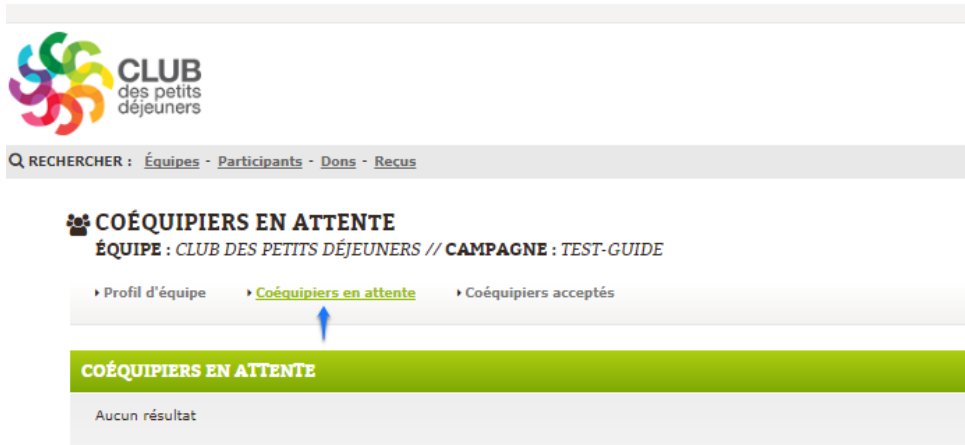 CLUB
des petits
déjeuners
RECHERCHER : Équipes - Participants - Dons - Reçus
COÉQUIPIERS EN ATTENTE
ÉQUIPE : CLUB DES PETITS DÉJEUNERS // CAMPAGNE : TEST-GUIDE
Profil d'équipe Coéquipiers en attente Coéquipiers acceptés
COÉQUIPIERS EN ATTENTE
Aucun résultat